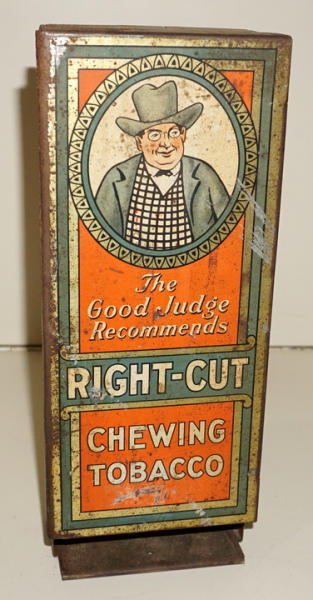 The
Good Judge
Recommends
RIGHT-CUT
CHEWING
TOBACCO